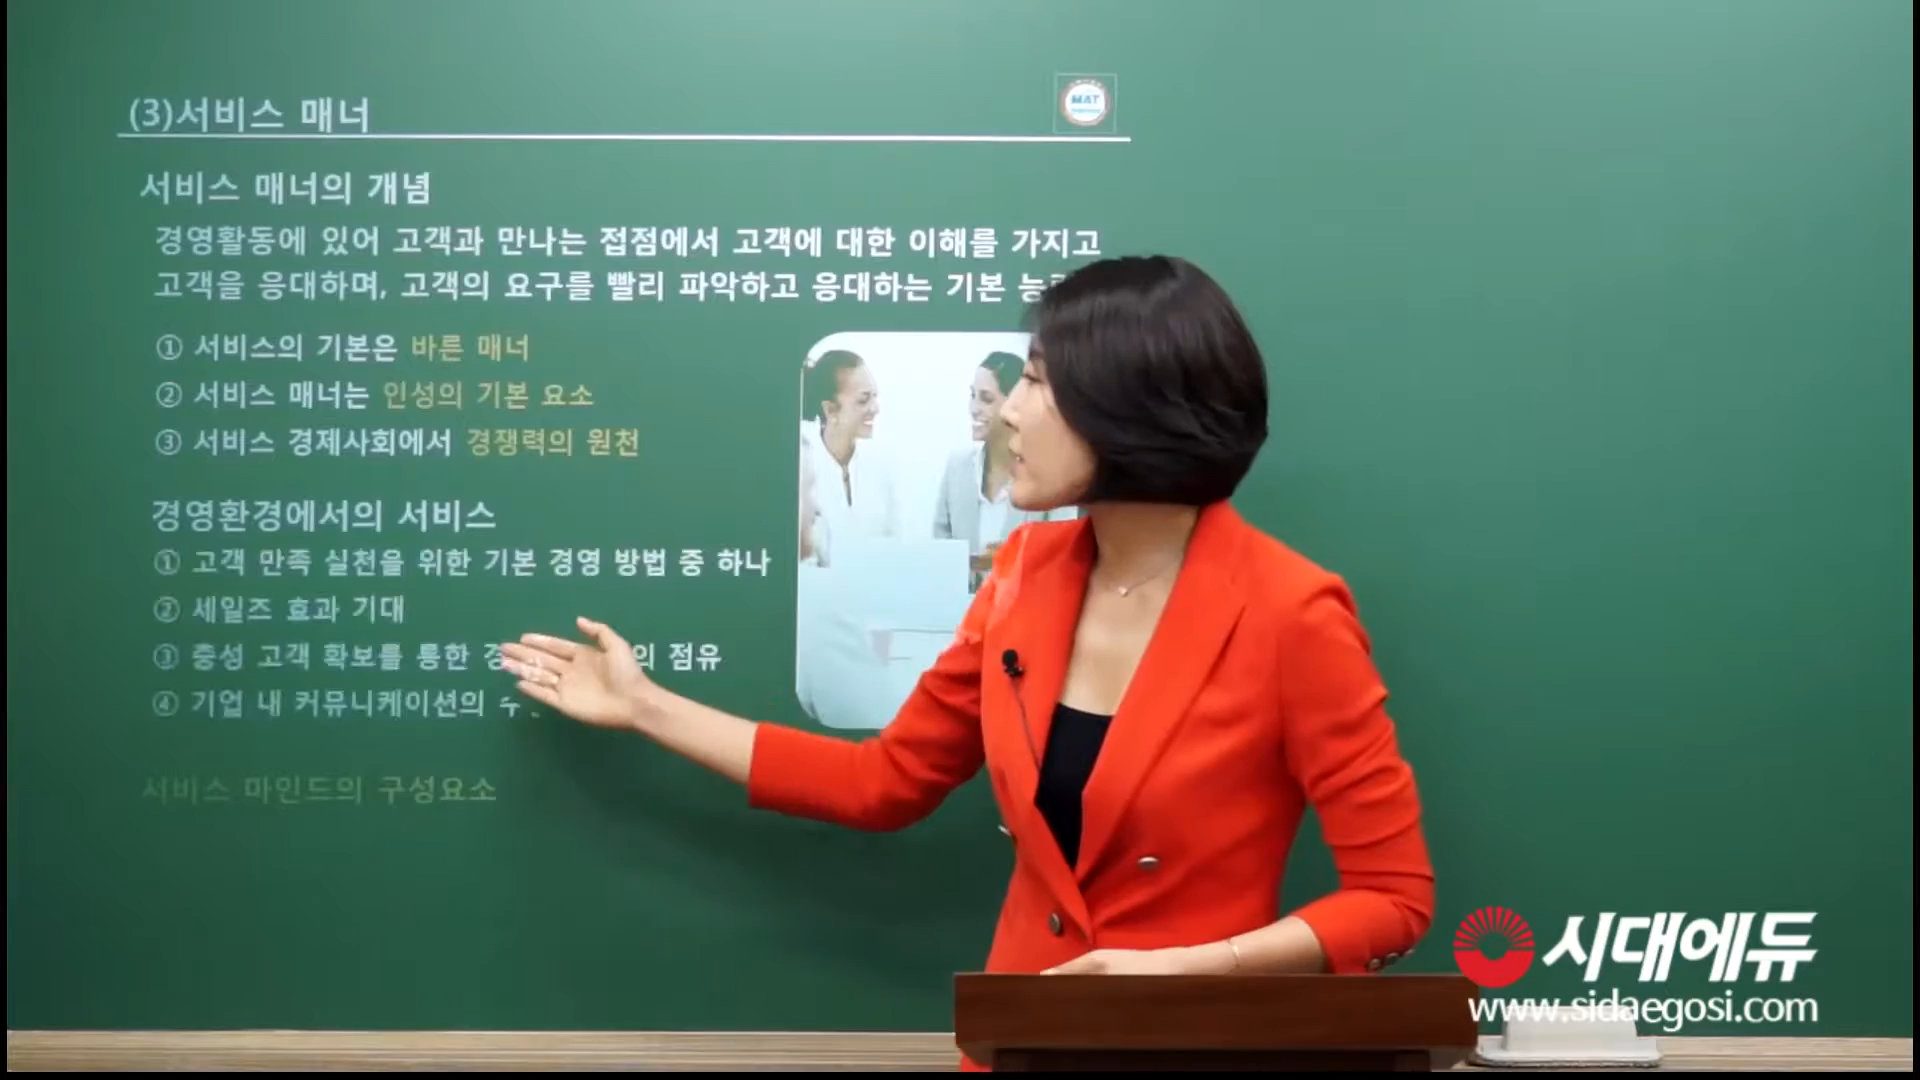 (3)서비스 매너
MAT
서비스 매너의 개념
경영활동에 있어 고객과 만나는 접점에서 고객에 대한 이해를 가지고
고객을 응대하며, 고객의 요구를 빨리 파악하고 응대하는 기본
① 서비스의 기본은 바른 매너
② 서비스 매너는 인성의 기본 요소
③ 서비스 경제사회에서 경쟁력의 원천
경영환경에서의 서비스
① 고객 만족 실천을 위한 기본 경영 방법 중 하나
② 세일즈 효과 기대
③ 충성 고객 확보를 통한 의 점유
④ 기업 내 커뮤니케이션의
서비스 마인드의 구성요소
시대에듀
www.sidaegosi.com